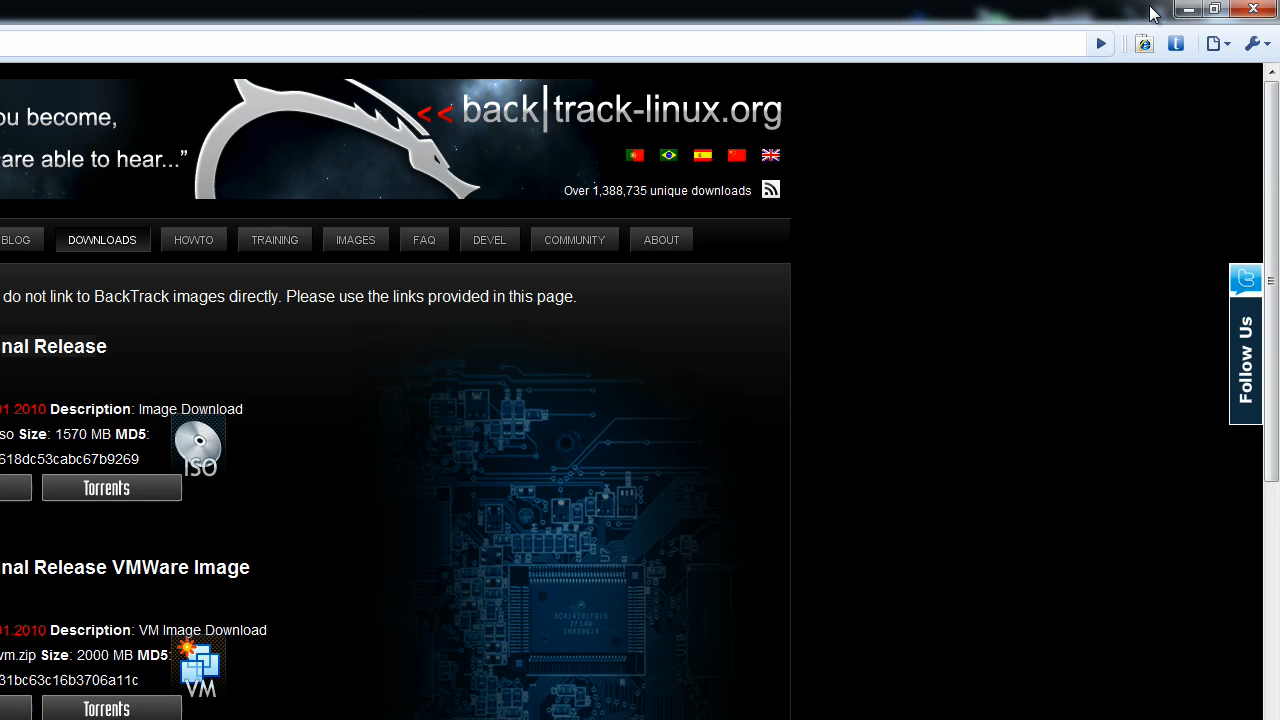 ou become,
are able to hear...”
<< back|track-linux.org
Over 1,388,735 unique downloads
BLOG DOWNLOADS HOWTO TRAINING IMAGES FAQ DEVEL COMMUNITY ABOUT
do not link to BackTrack images directly. Please use the links provided in this page.
Follow Us
nal Release
01.2010 Description: Image Download
so Size: 1570 MB MD5:
618dc53cabc67b9269
ISO
Torrents
nal Release VMWare Image
01.2010 Description: VM Image Download
vm.zip Size: 2000 MB MD5:
31bc63c16b3706a11c
VM
Torrents